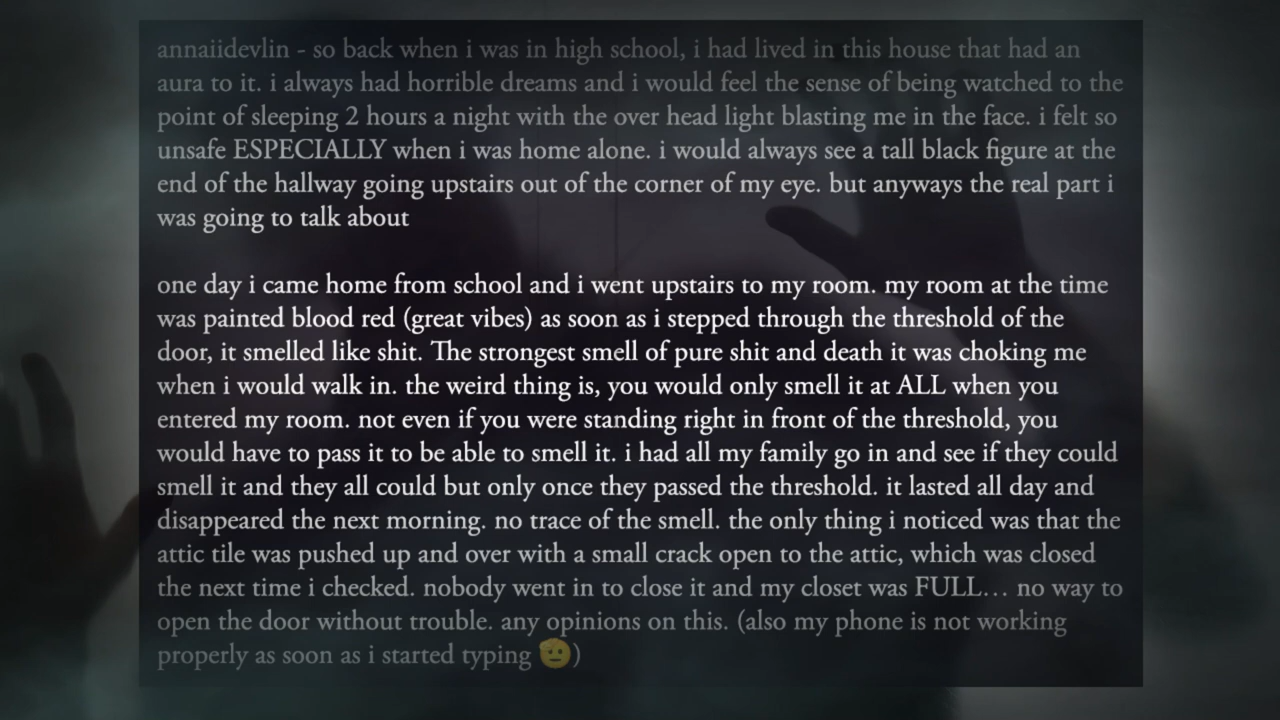 annaiidevlin - so back when i was in high school, i had lived in this house that had an
aura to it. i always had horrible dreams and i would feel the sense of being watched to the
point of sleeping 2 hours a night with the over head light blasting me in the face. i felt so
unsafe ESPECIALLY when i was home alone. i would always see a tall black figure at the
end of the hallway going upstairs out of the corner of my eye. but anyways the real part i
was going to talk about
one day i came home from school and i went upstairs to my room. my room at the time
was painted blood red (great vibes) as soon as i stepped through the threshold of the
door, it smelled like shit. The strongest smell of pure shit and death it was choking me
when i would walk in. the weird thing is, you would only smell it at ALL when you
entered my room. not even if you were standing right in front of the threshold, you
would have to pass it to be able to smell it. i had all my family go in and see if they could
smell it and they all could but only once they passed the threshold. it lasted all day and
disappeared the next morning. no trace of the smell. the only thing i noticed was that the
attic tile was pushed up and over with a small crack open to the attic, which was closed
the next time i checked. nobody went in to close it and my closet was FULL... no way to
open the door without trouble. any opinions on this. (also my phone is not working
properly as soon as i started typing 🫡)